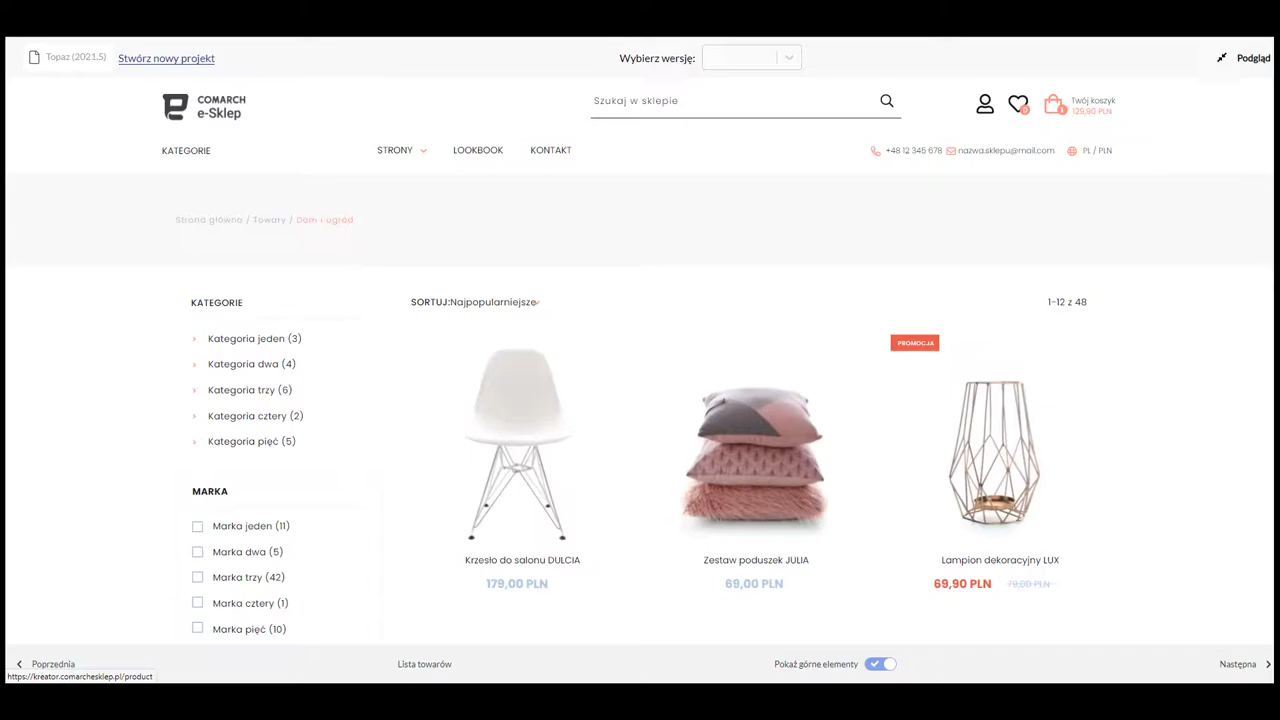 Topaz (2021.5) Stwórz nowy projekt Wybierz wersję: Podgląd
COMARCH
e-Sklep
Szukaj w sklepie
0
1
Twój koszyk
129,90 PLN
KATEGORIE STRONY LOOKBOOK KONTAKT +48 12 345 678 nazwa.sklepu@mail.com PL / PLN
Strona główna / Towary / Dom i ogród
KATEGORIE
Kategoria jeden (3)
Kategoria dwa (4)
Kategoria trzy (6)
Kategoria cztery (2)
Kategoria pięć (5)
MARKA
Marka jeden (11)
Marka dwa (5)
Marka trzy (42)
Marka cztery (1)
Marka pięć (10)
SORTUJ:Najpopularniejsze
1-12 z 48
PROMOCJA
Krzesło do salonu DULCIA
179,00 PLN
Zestaw poduszek JULIA
69,00 PLN
Lampion dekoracyjny LUX
69,90 PLN 79,00 PLN
Poprzednia Lista towarów Pokaż górne elementy Następna
https://kreator.comarchesklep.pl/product